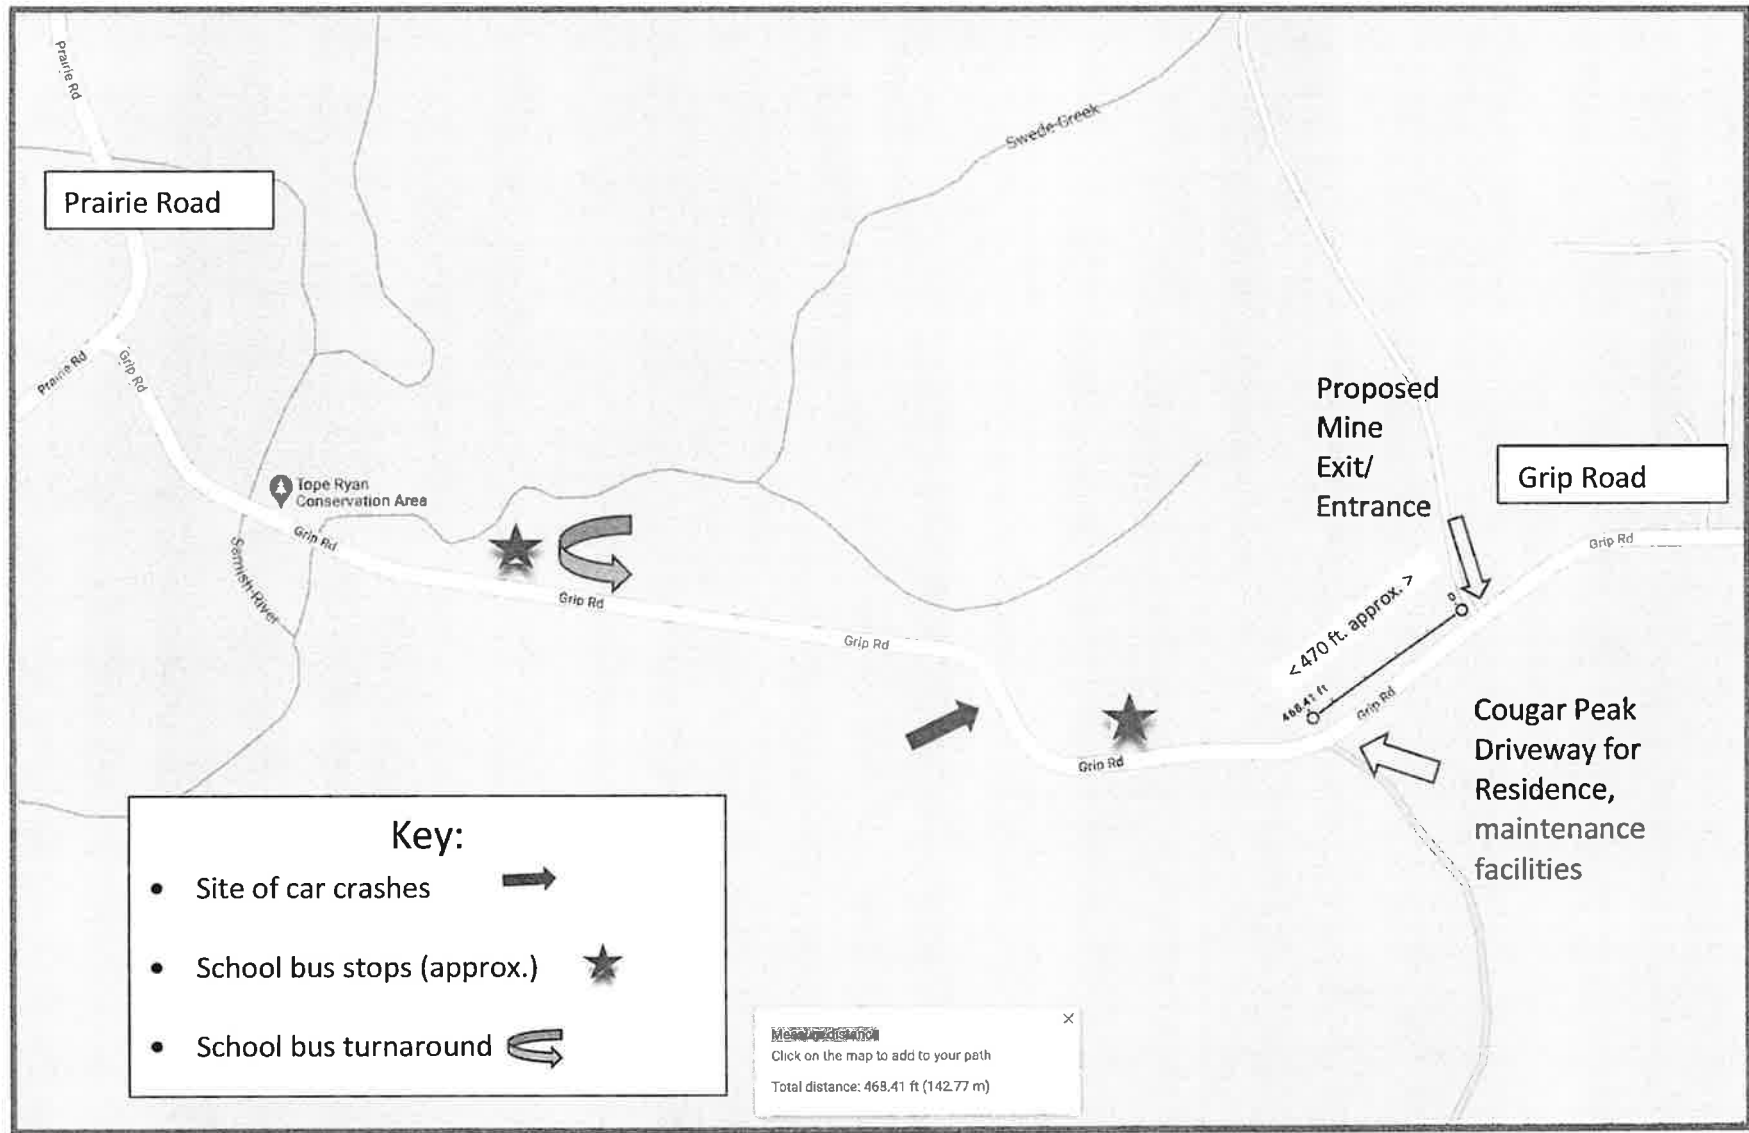 Prairie Rd
Prairie Road
Swede Creek
Prairie Rd
Grip Rd
Proposed
Mine
Exit/
Entrance
Grip Road
Tope Ryan
Conservation Area
Grip Rd
Grip Rd
Samish River
Grip Rd
Grip Rd
<470 ft. approx.>
0
468.41 ft
Grip Rd
Grip Rd
Cougar Peak
Driveway for
Residence,
maintenance
facilities
Key:
• Site of car crashes
• School bus stops (approx.)
• School bus turnaround
Measure distance
Click on the map to add to your path
Total distance: 468.41 ft (142.77 m)